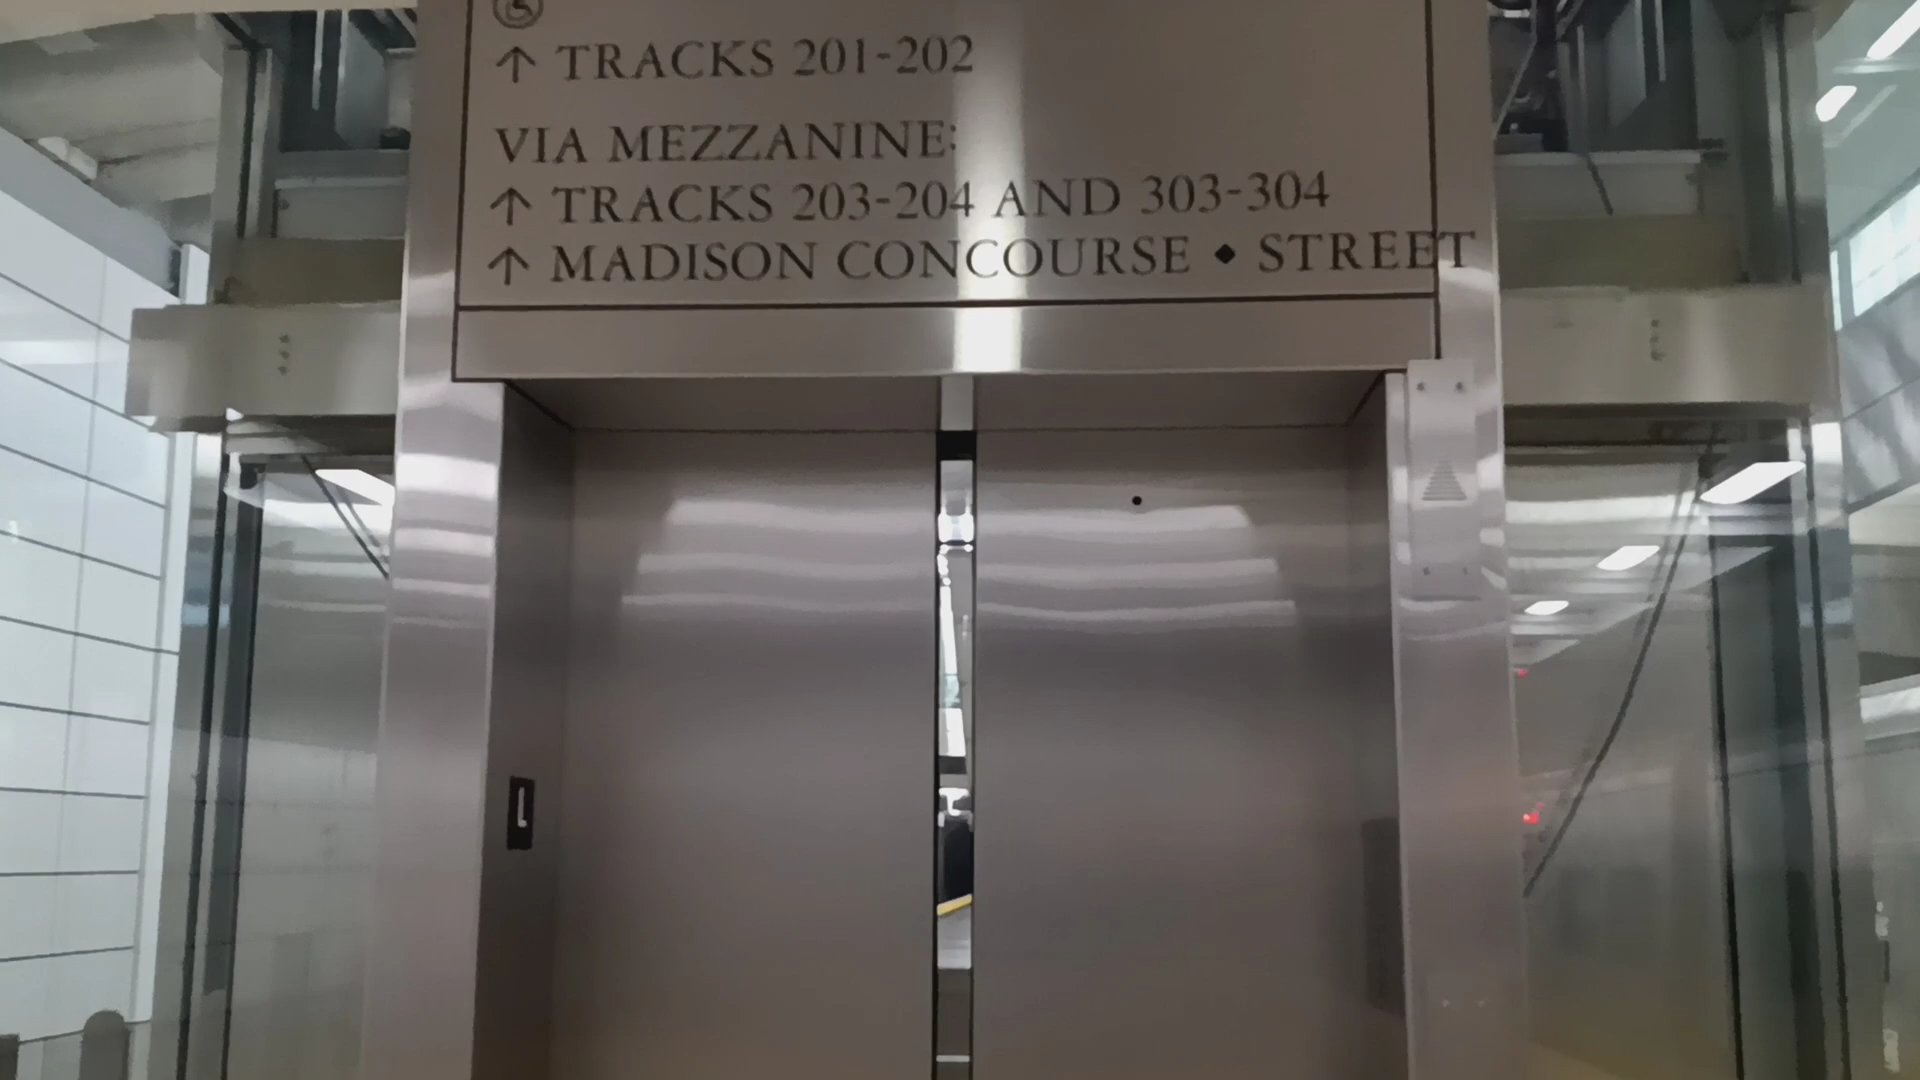 ↑ TRACKS 201-202
VIA MEZZANINE:
↑ TRACKS 203-204 AND 303-304
↑ MADISON CONCOURSE ◆ STREET